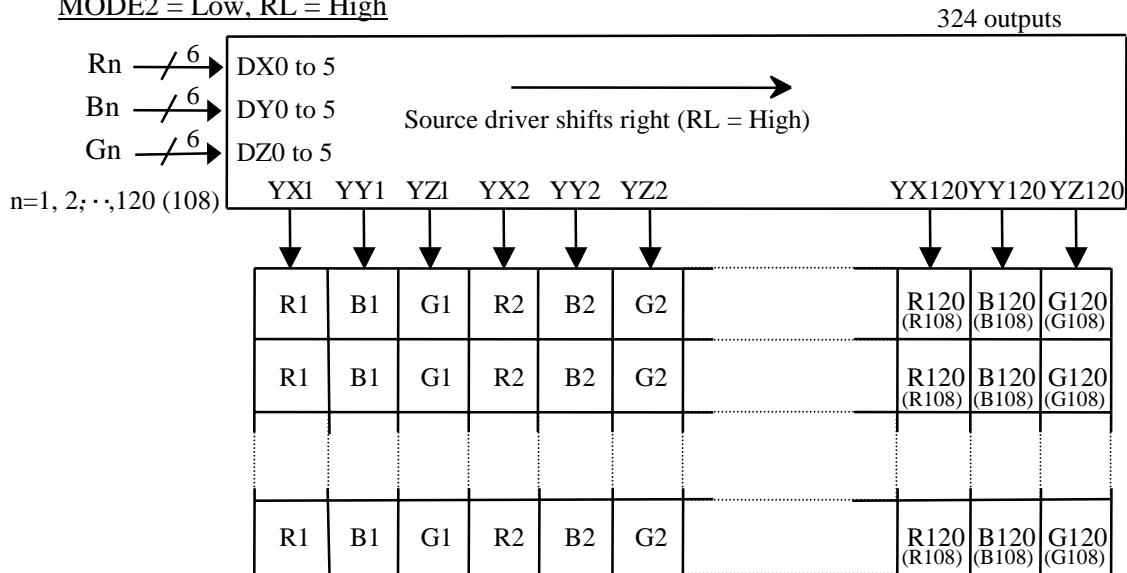 MODE2 = Low, RL = High
324 outputs
Rn 6 DX0 to 5
Bn 6 DY0 to 5
Gn 6 DZ0 to 5
Source driver shifts right (RL = High)
n=1, 2,···,120 (108)
YX1 YY1 YZ1 YX2 YY2 YZ2 YX120 YY120 YZ120
R1 B1 G1 R2 B2 G2 R120 B120 G120
(R108) (B108) (G108)
R1 B1 G1 R2 B2 G2 R120 B120 G120
(R108) (B108) (G108)
R1 B1 G1 R2 B2 G2 R120 B120 G120
(R108) (B108) (G108)